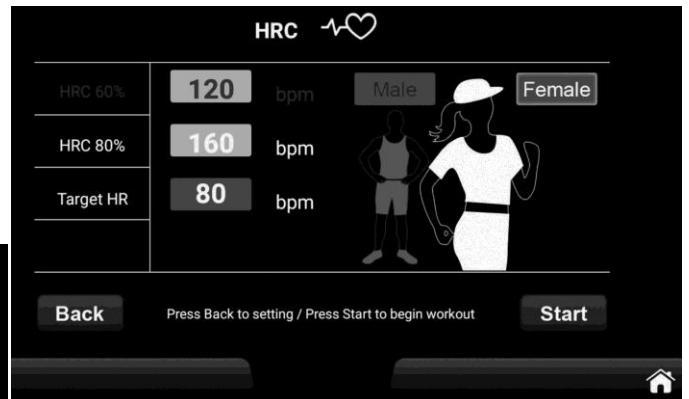 HRC
HRC 60% 120 bpm Male Female
HRC 80% 160 bpm
Target HR 80 bpm
Back Press Back to setting / Press Start to begin workout Start